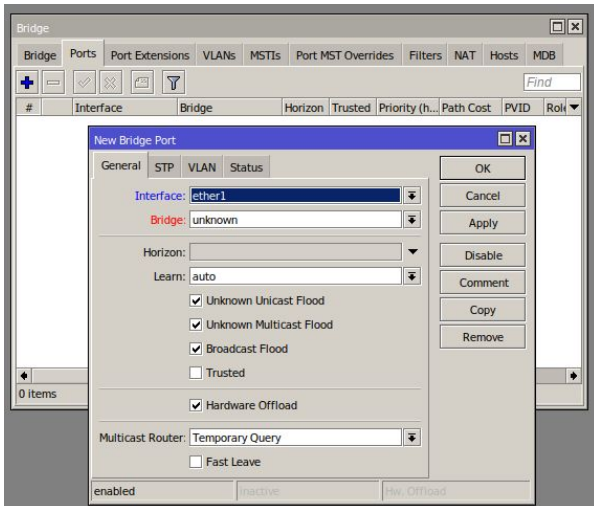 Bridge
Bridge Ports Port Extensions VLANs MSTIs Port MST Overrides Filters NAT Hosts MDB
Find
# Interface Bridge Horizon Trusted Priority (h... Path Cost PVID Role
New Bridge Port
General STP VLAN Status
OK
Interface: ether1
Cancel
Bridge: unknown
Apply
Horizon:
Disable
Learn: auto
Comment
Unknown Unicast Flood
Copy
Unknown Multicast Flood
Remove
Broadcast Flood
Trusted
0 items
Hardware Offload
Multicast Router: Temporary Query
Fast Leave
enabled inactive Hw. Offload